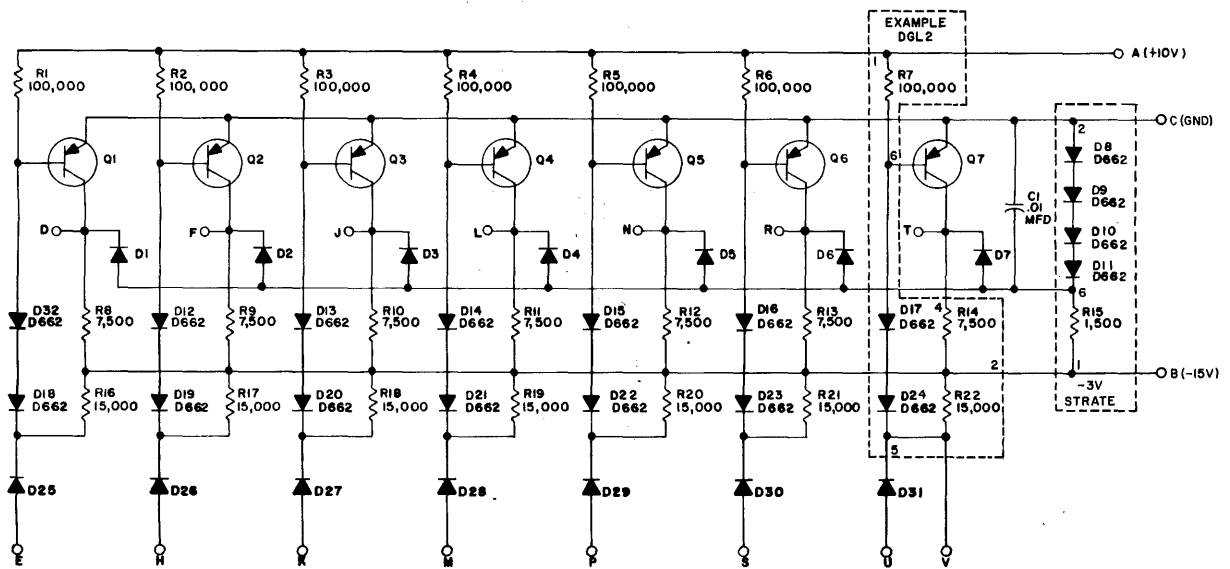 EXAMPLE
DGL2
A (+10V)
R1
100,000
R2
100,000
R3
100,000
R4
100,000
R5
100,000
R6
100,000
1
R7
100,000
C (GND)
2
Q1
Q2
Q3
Q4
Q5
Q6
6
Q7
D8
D662
C1
.01
MFD
D9
D662
D10
D662
D11
D662
D
D1
F
D2
J
D3
L
D4
N
D5
R
D6
T
D7
6
D32
D662
R8
7,500
D12
D662
R9
7,500
D13
D662
R10
7,500
D14
D662
R11
7,500
D15
D662
R12
7,500
D16
D662
R13
7,500
D17
D662
4
R14
7,500
R15
1,500
2
1
B (-15V)
-3V
STRATE
D18
D662
R16
15,000
D19
D662
R17
15,000
D20
D662
R18
15,000
D21
D662
R19
15,000
D22
D662
R20
15,000
D23
D662
R21
15,000
D24
D662
R22
15,000
5
D25
D26
D27
D28
D29
D30
D31
E
H
K
M
P
S
U
V